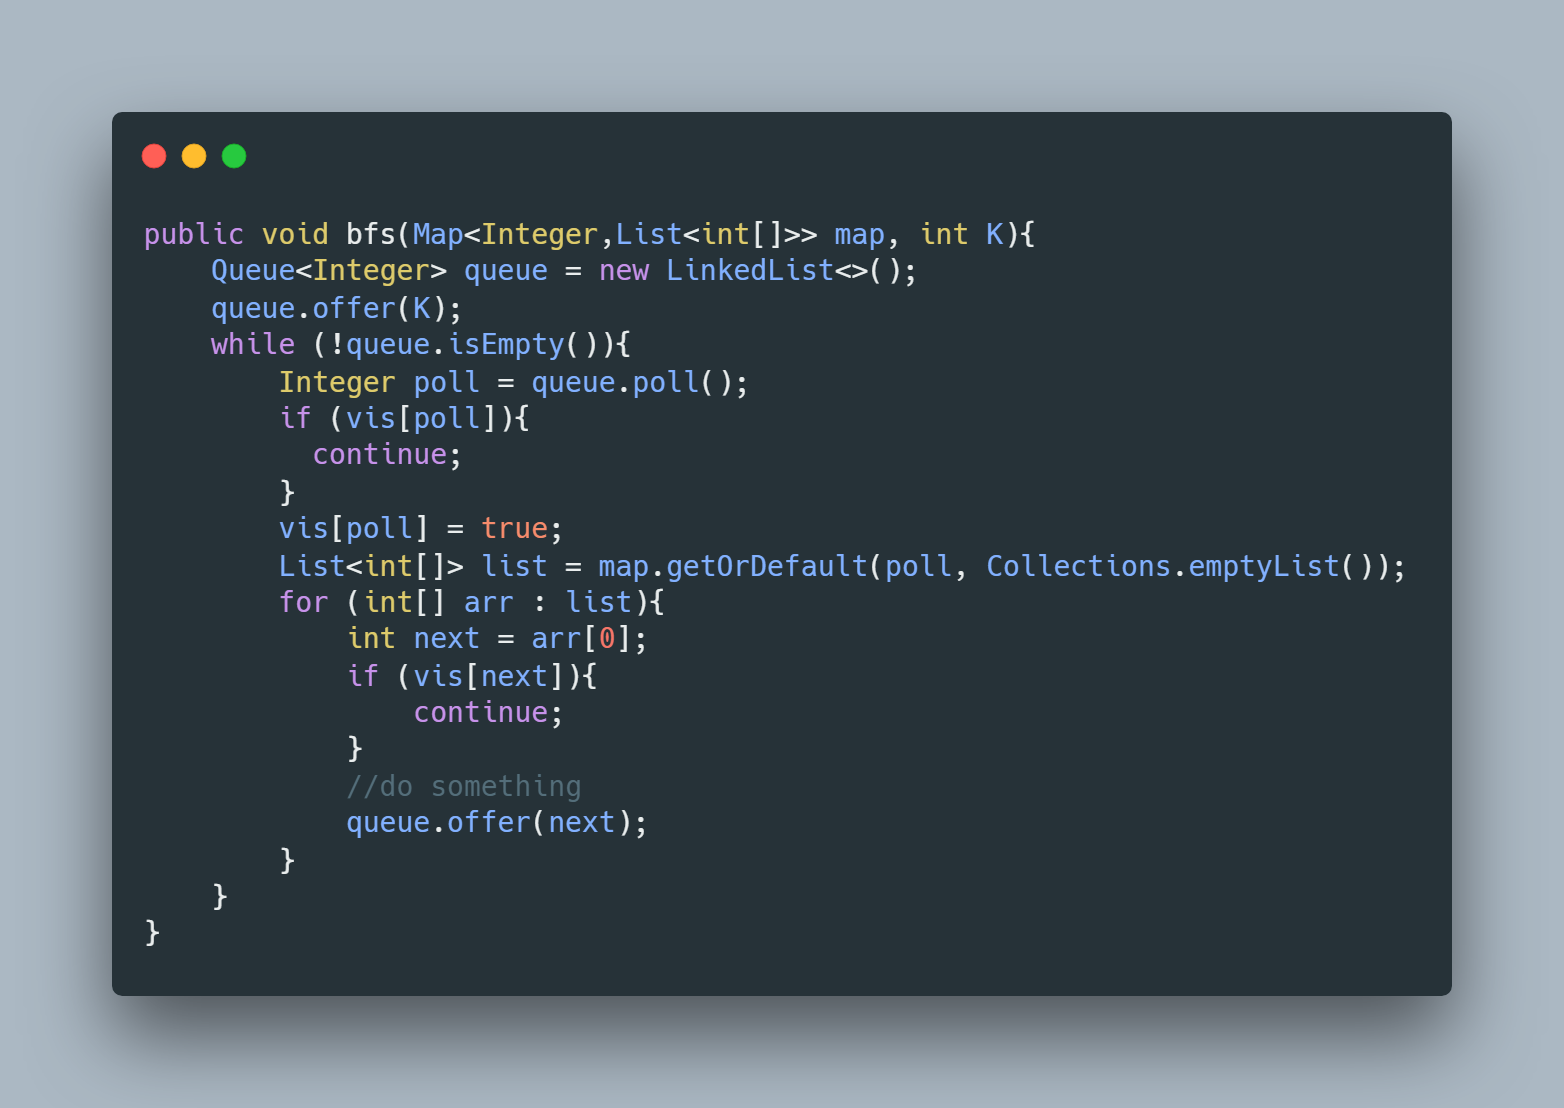 public void bfs(Map<Integer,List<int[]>> map, int K){
    Queue<Integer> queue = new LinkedList<>();
    queue.offer(K);
    while (!queue.isEmpty()){
        Integer poll = queue.poll();
        if (vis[poll]){
          continue;
        }
        vis[poll] = true;
        List<int[]> list = map.getOrDefault(poll, Collections.emptyList());
        for (int[] arr : list){
            int next = arr[0];
            if (vis[next]){
                continue;
            }
            //do something
            queue.offer(next);
        }
    }
}